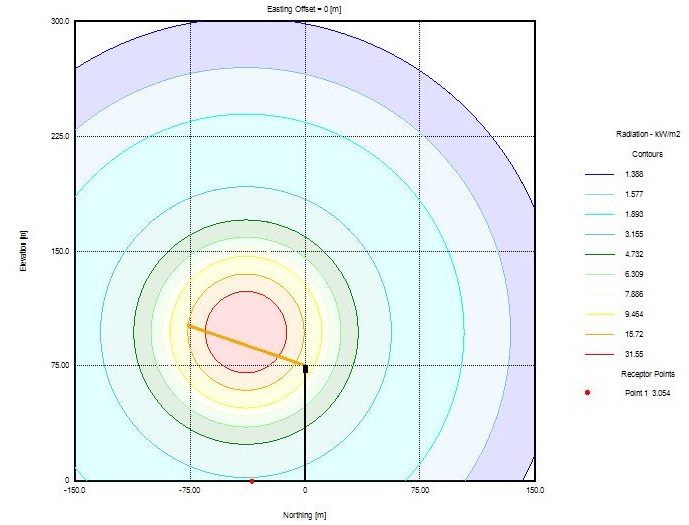 Easting Offset = 0 [m]
300.0
225.0
150.0
75.00
0
Elevation [m]
-150.0 -75.00 0 75.00 150.0
Northing [m]
Radiation - kW/m2
Contours
1.388
1.577
1.893
3.155
4.732
6.309
7.886
9.464
15.72
31.55
Receptor Points
Point 1 3.054